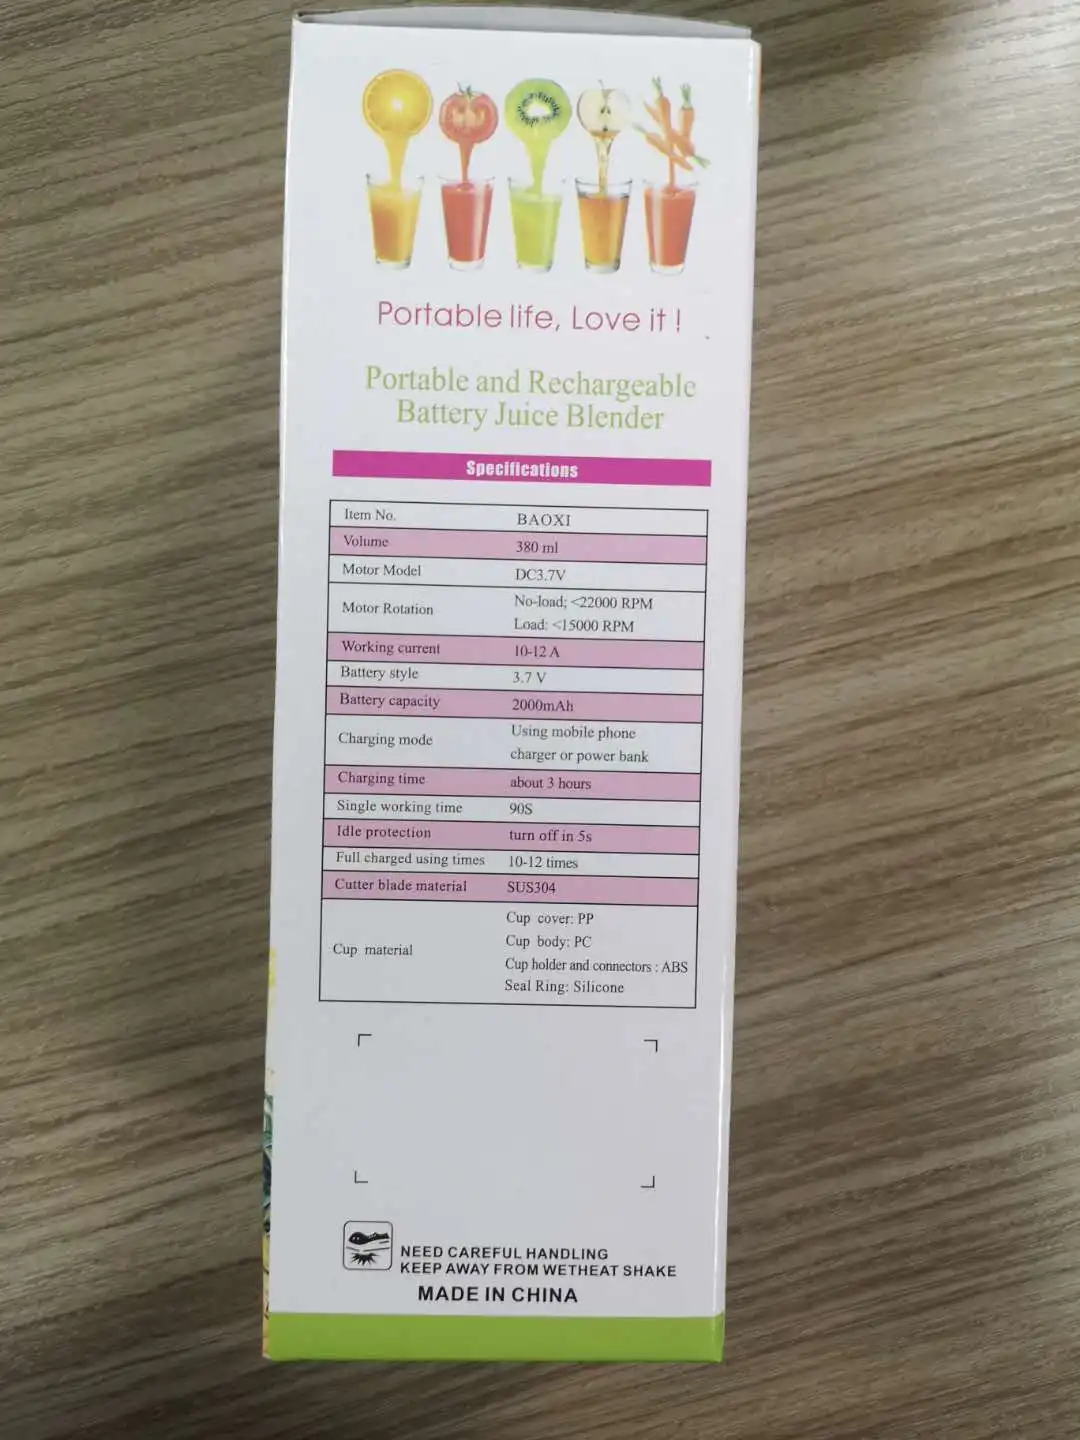 Portable life, Love it !
Portable and Rechargeable
Battery Juice Blender
Specifications
Item No. BAOXI
Volume 380 ml
Motor Model DC3.7V
Motor Rotation No-load; <22000 RPM
Load: <15000 RPM
Working current 10-12 A
Battery style 3.7 V
Battery capacity 2000mAh
Charging mode Using mobile phone
charger or power bank
Charging time about 3 hours
Single working time 90S
Idle protection turn off in 5s
Full charged using times 10-12 times
Cutter blade material SUS304
Cup material Cup cover: PP
Cup body: PC
Cup holder and connectors : ABS
Seal Ring: Silicone
NEED CAREFUL HANDLING
KEEP AWAY FROM WETHEAT SHAKE
MADE IN CHINA